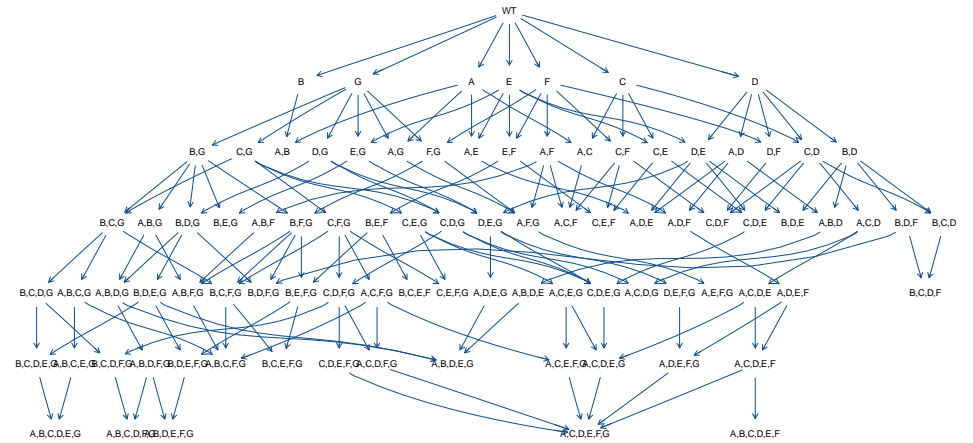 WT
B G A E F C D
B,G C,G A,B D,G E,G A,G F,G A,E E,F A,F A,C C,F C,E D,E A,D D,F C,D B,D
B,C,G A,B,G B,D,G B,E,G A,B,F B,F,G C,F,G B,E,F C,E,G C,D,G D,E,G A,F,G A,C,F C,E,F A,D,E A,D,F C,D,F C,D,E B,D,E A,B,D A,C,D B,D,F B,C,D
B,C,D,G A,B,C,G A,B,D,G B,D,E,G A,B,F,G B,C,F,G B,D,F,G B,E,F,G C,D,F,G A,C,F,G B,C,E,F C,E,F,G A,D,E,G A,B,D,E A,C,E,G C,D,E,G A,C,D,G D,E,F,G A,E,F,G A,C,D,E A,D,E,F B,C,D,F
B,C,D,E,G A,B,C,E,G B,C,D,F,G A,B,D,F,G B,D,E,F,G A,B,C,F,G B,C,E,F,G C,D,E,F,G A,C,D,F,G A,B,D,E,G A,C,E,F,G A,C,D,E,G A,D,E,F,G A,C,D,E,F
A,B,C,D,E,G A,B,C,D,F,G A,B,D,E,F,G A,C,D,E,F,G A,B,C,D,E,F